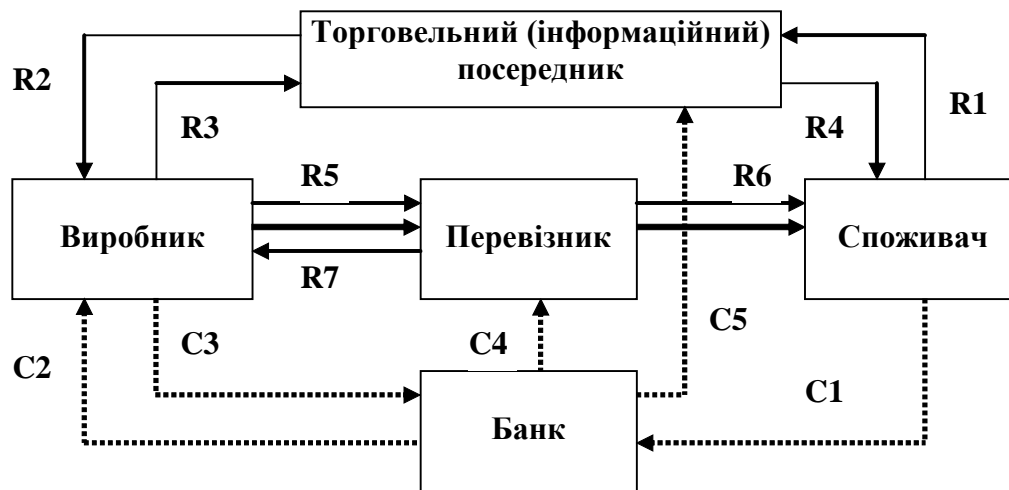 Торговельний (інформаційний)
посередник
R2
R3
R4
R1
R5
R6
Виробник
Перевізник
Споживач
R7
C2
C3
C4
C5
C1
Банк